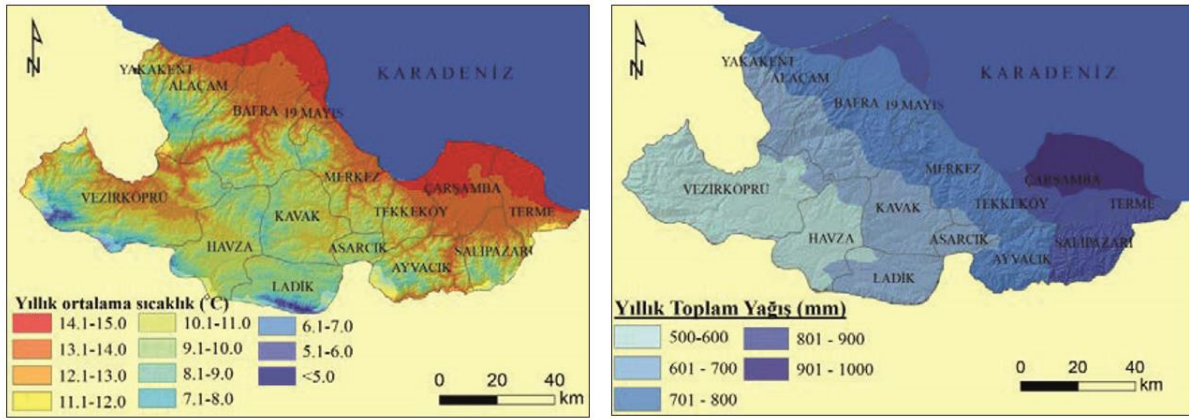 N
KARADENİZ
YAKAKENT
ALAÇAM
BAFRA 19 MAYIS
MERKEZ
ÇARŞAMBA
VEZİRKÖPRÜ
TEKKEKÖY
TERME
KAVAK
HAVZA
ASARCIK
SALIPAZARI
AYVACIK
LADİK
Yıllık ortalama sıcaklık (°C)
14.1-15.0
13.1-14.0
12.1-13.0
11.1-12.0
10.1-11.0
9.1-10.0
8.1-9.0
7.1-8.0
6.1-7.0
5.1-6.0
<5.0
0 20 40
km
N
KARADENİZ
YAKAKENT
ALAÇAM
BAFRA 19 MAYIS
MERKEZ
ÇARŞAMBA
VEZİRKÖPRÜ
TEKKEKÖY
TERME
KAVAK
HAVZA
ASARCIK
SALIPAZARI
AYVACIK
LADİK
Yıllık Toplam Yağış (mm)
500-600
601 - 700
701 - 800
801 - 900
901 - 1000
0 20 40
km